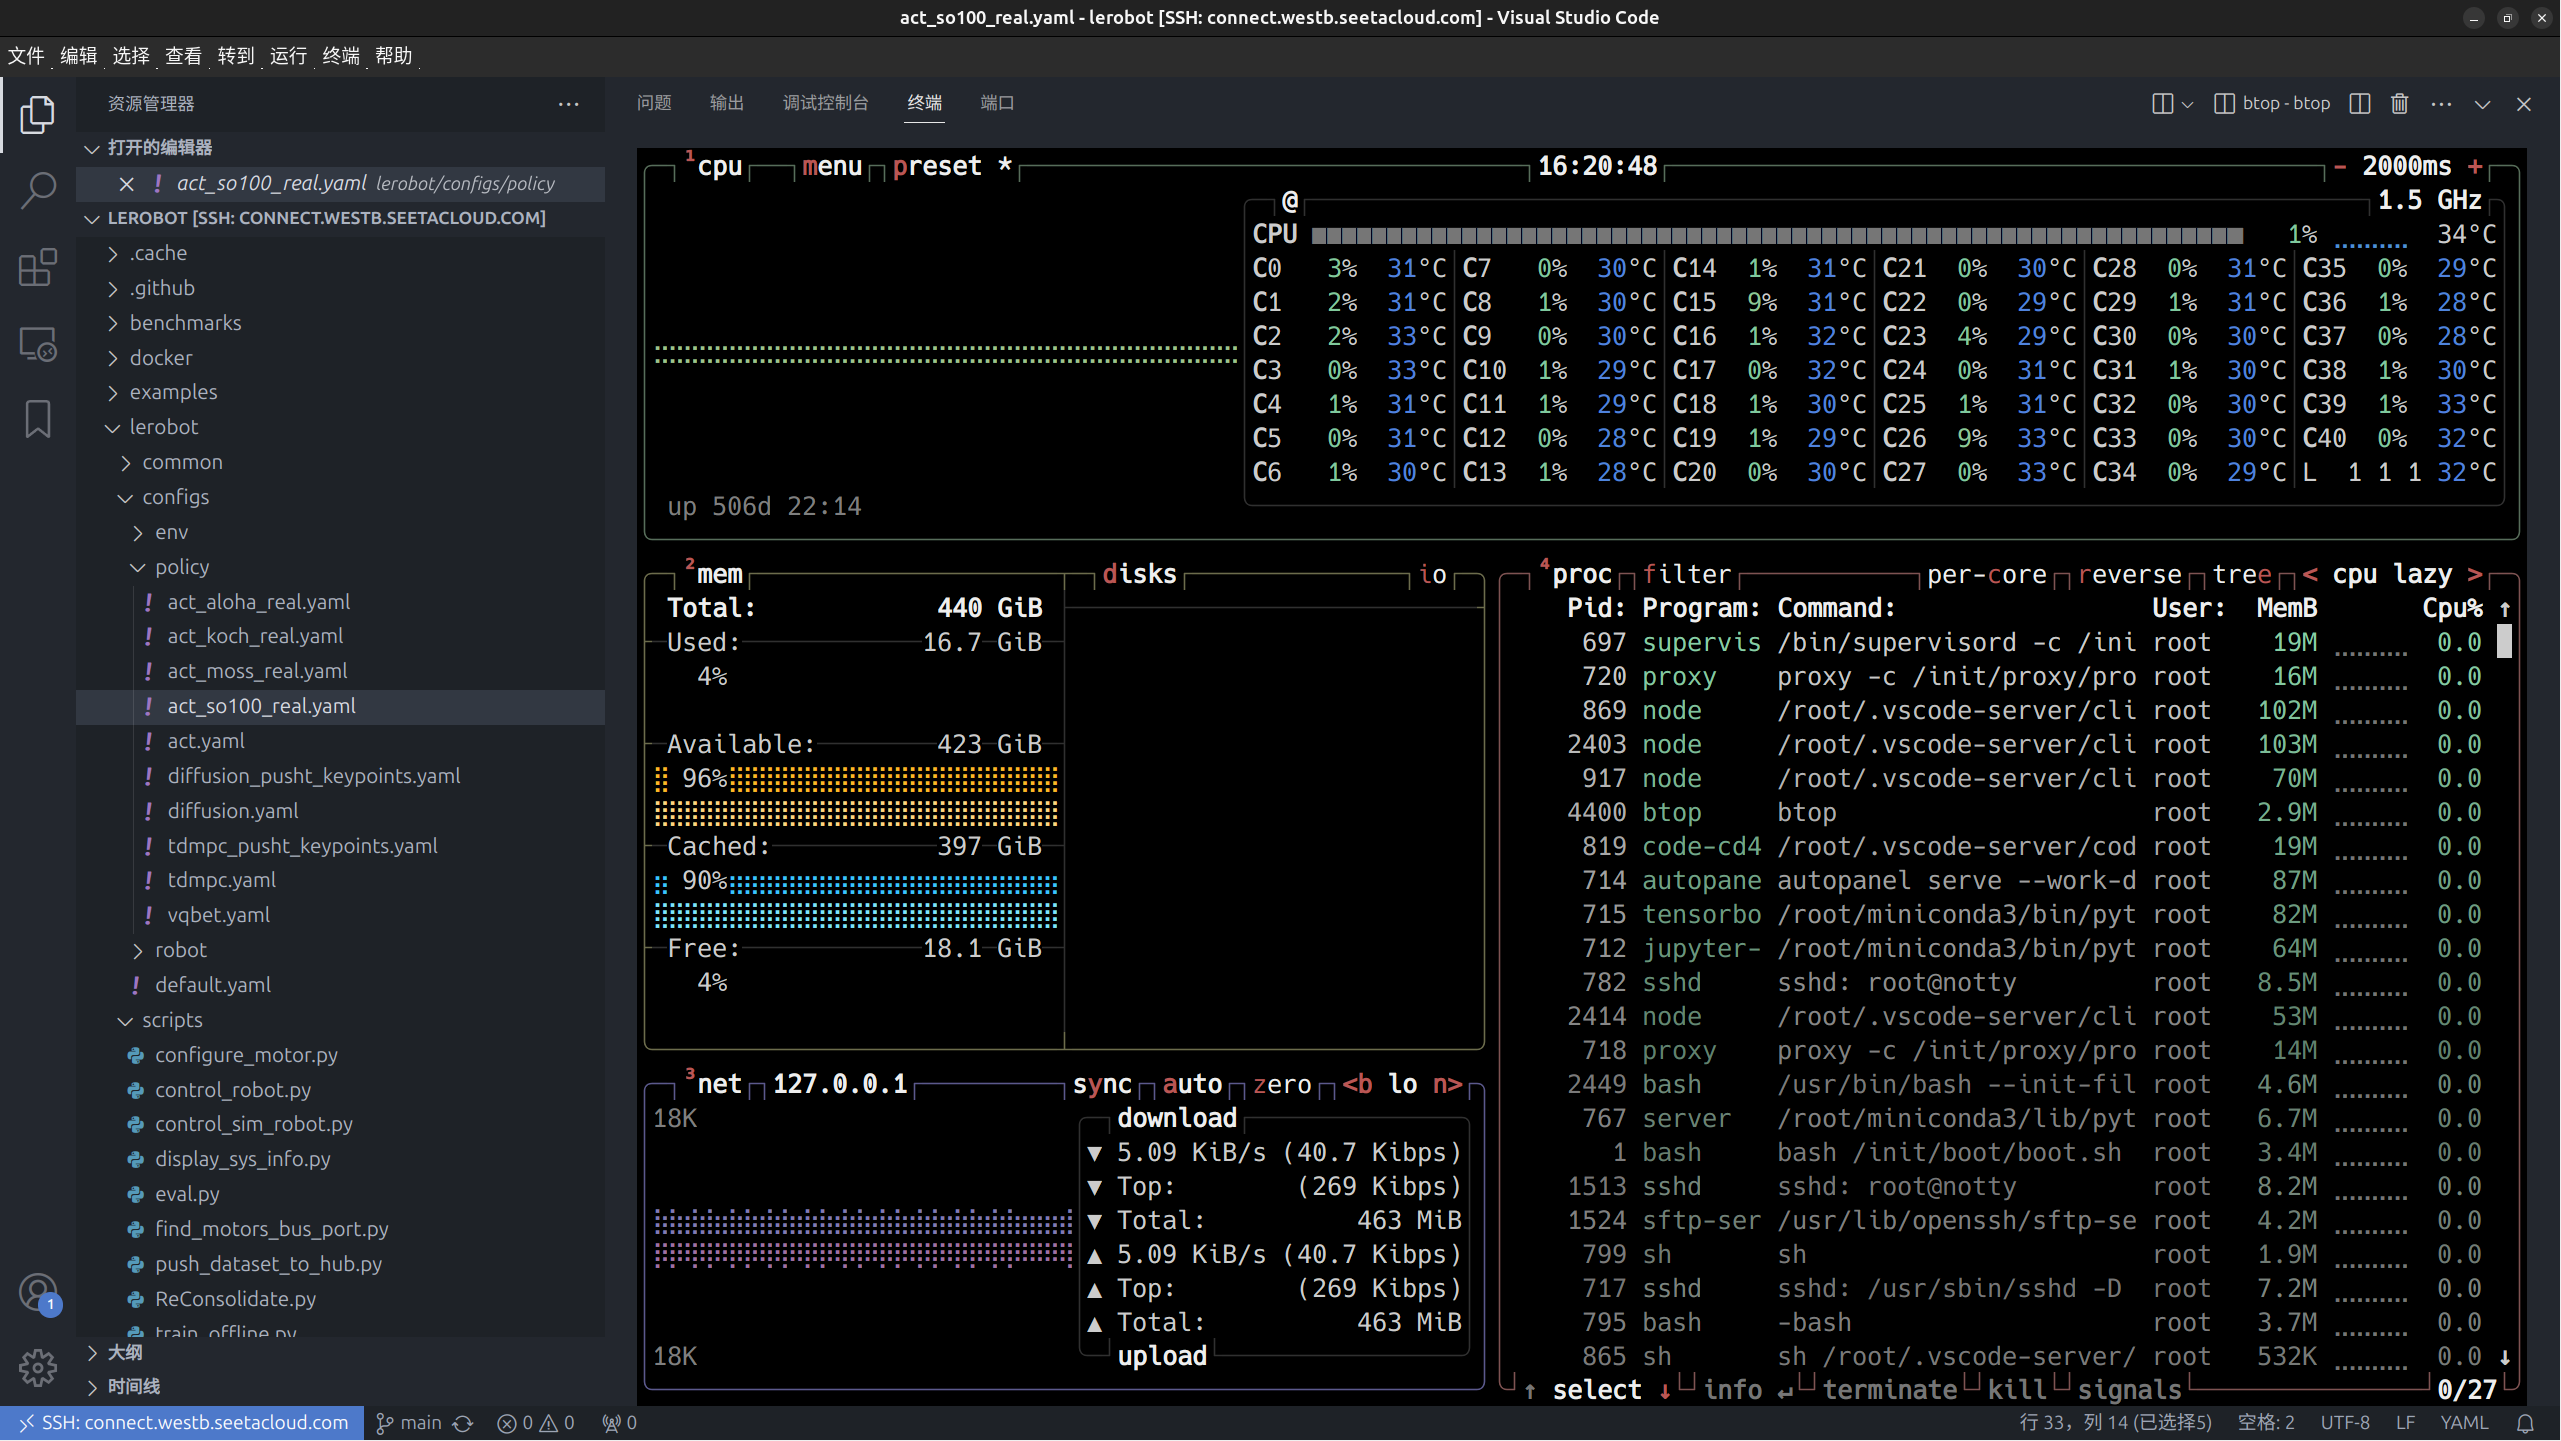 act_so100_real.yaml - lerobot [SSH: connect.westb.seetacloud.com] - Visual Studio Code
文件 编辑 选择 查看 转到 运行 终端 帮助
资源管理器
打开的编辑器
act_so100_real.yaml lerobot/configs/policy
LEROBOT [SSH: CONNECT.WESTB.SEETACLOUD.COM]
.cache
.github
benchmarks
docker
examples
lerobot
common
configs
env
policy
! act_aloha_real.yaml
! act_koch_real.yaml
! act_moss_real.yaml
! act_so100_real.yaml
! act.yaml
! diffusion_pusht_keypoints.yaml
! diffusion.yaml
! tdmpc_pusht_keypoints.yaml
! tdmpc.yaml
! vqbet.yaml
robot
! default.yaml
scripts
configure_motor.py
control_robot.py
control_sim_robot.py
display_sys_info.py
eval.py
find_motors_bus_port.py
push_dataset_to_hub.py
ReConsolidate.py
train_offline.py
大纲
时间线
1
问题 输出 调试控制台 终端 端口
btop - btop
¹cpu menu preset * 16:20:48 - 2000ms +
@ 1.5 GHz
CPU 1% 34°C
C0 3% 31°C C7 0% 30°C C14 1% 31°C C21 0% 30°C C28 0% 31°C C35 0% 29°C
C1 2% 31°C C8 1% 30°C C15 9% 31°C C22 0% 29°C C29 1% 31°C C36 1% 28°C
C2 2% 33°C C9 0% 30°C C16 1% 32°C C23 4% 29°C C30 0% 30°C C37 0% 28°C
C3 0% 33°C C10 1% 29°C C17 0% 32°C C24 0% 31°C C31 1% 30°C C38 1% 30°C
C4 1% 31°C C11 1% 29°C C18 1% 30°C C25 1% 31°C C32 0% 30°C C39 1% 33°C
C5 0% 31°C C12 0% 28°C C19 1% 29°C C26 9% 33°C C33 0% 30°C C40 0% 32°C
C6 1% 30°C C13 1% 28°C C20 0% 30°C C27 0% 33°C C34 0% 29°C L 1 1 1 32°C
up 506d 22:14
²mem disks io
Total: 440 GiB
Used: 16.7 GiB
4%
Available: 423 GiB
96%
Cached: 397 GiB
90%
Free: 18.1 GiB
4%
³net 127.0.0.1 sync auto zero <b lo n>
18K
download
▼ 5.09 KiB/s (40.7 Kibps)
▼ Top: (269 Kibps)
▼ Total: 463 MiB
▲ 5.09 KiB/s (40.7 Kibps)
▲ Top: (269 Kibps)
▲ Total: 463 MiB
18K
upload
⁴proc filter per-core reverse tree < cpu lazy >
Pid: Program: Command: User: MemB Cpu% ↑
697 supervis /bin/supervisord -c /ini root 19M 0.0
720 proxy proxy -c /init/proxy/pro root 16M 0.0
869 node /root/.vscode-server/cli root 102M 0.0
2403 node /root/.vscode-server/cli root 103M 0.0
917 node /root/.vscode-server/cli root 70M 0.0
4400 btop btop root 2.9M 0.0
819 code-cd4 /root/.vscode-server/cod root 19M 0.0
714 autopane autopanel serve --work-d root 87M 0.0
715 tensorbo /root/miniconda3/bin/pyt root 82M 0.0
712 jupyter- /root/miniconda3/bin/pyt root 64M 0.0
782 sshd sshd: root@notty root 8.5M 0.0
2414 node /root/.vscode-server/cli root 53M 0.0
718 proxy proxy -c /init/proxy/pro root 14M 0.0
2449 bash /usr/bin/bash --init-fil root 4.6M 0.0
767 server /root/miniconda3/lib/pyt root 6.7M 0.0
1 bash bash /init/boot/boot.sh root 3.4M 0.0
1513 sshd sshd: root@notty root 8.2M 0.0
1524 sftp-ser /usr/lib/openssh/sftp-se root 4.2M 0.0
799 sh sh root 1.9M 0.0
717 sshd sshd: /usr/sbin/sshd -D root 7.2M 0.0
795 bash -bash root 3.7M 0.0
865 sh sh /root/.vscode-server/ root 532K 0.0 ↓
↑ select ↓ info ↵ terminate kill signals 0/27
SSH: connect.westb.seetacloud.com main 0 0 0 行 33，列 14 (已选择5) 空格: 2 UTF-8 LF YAML